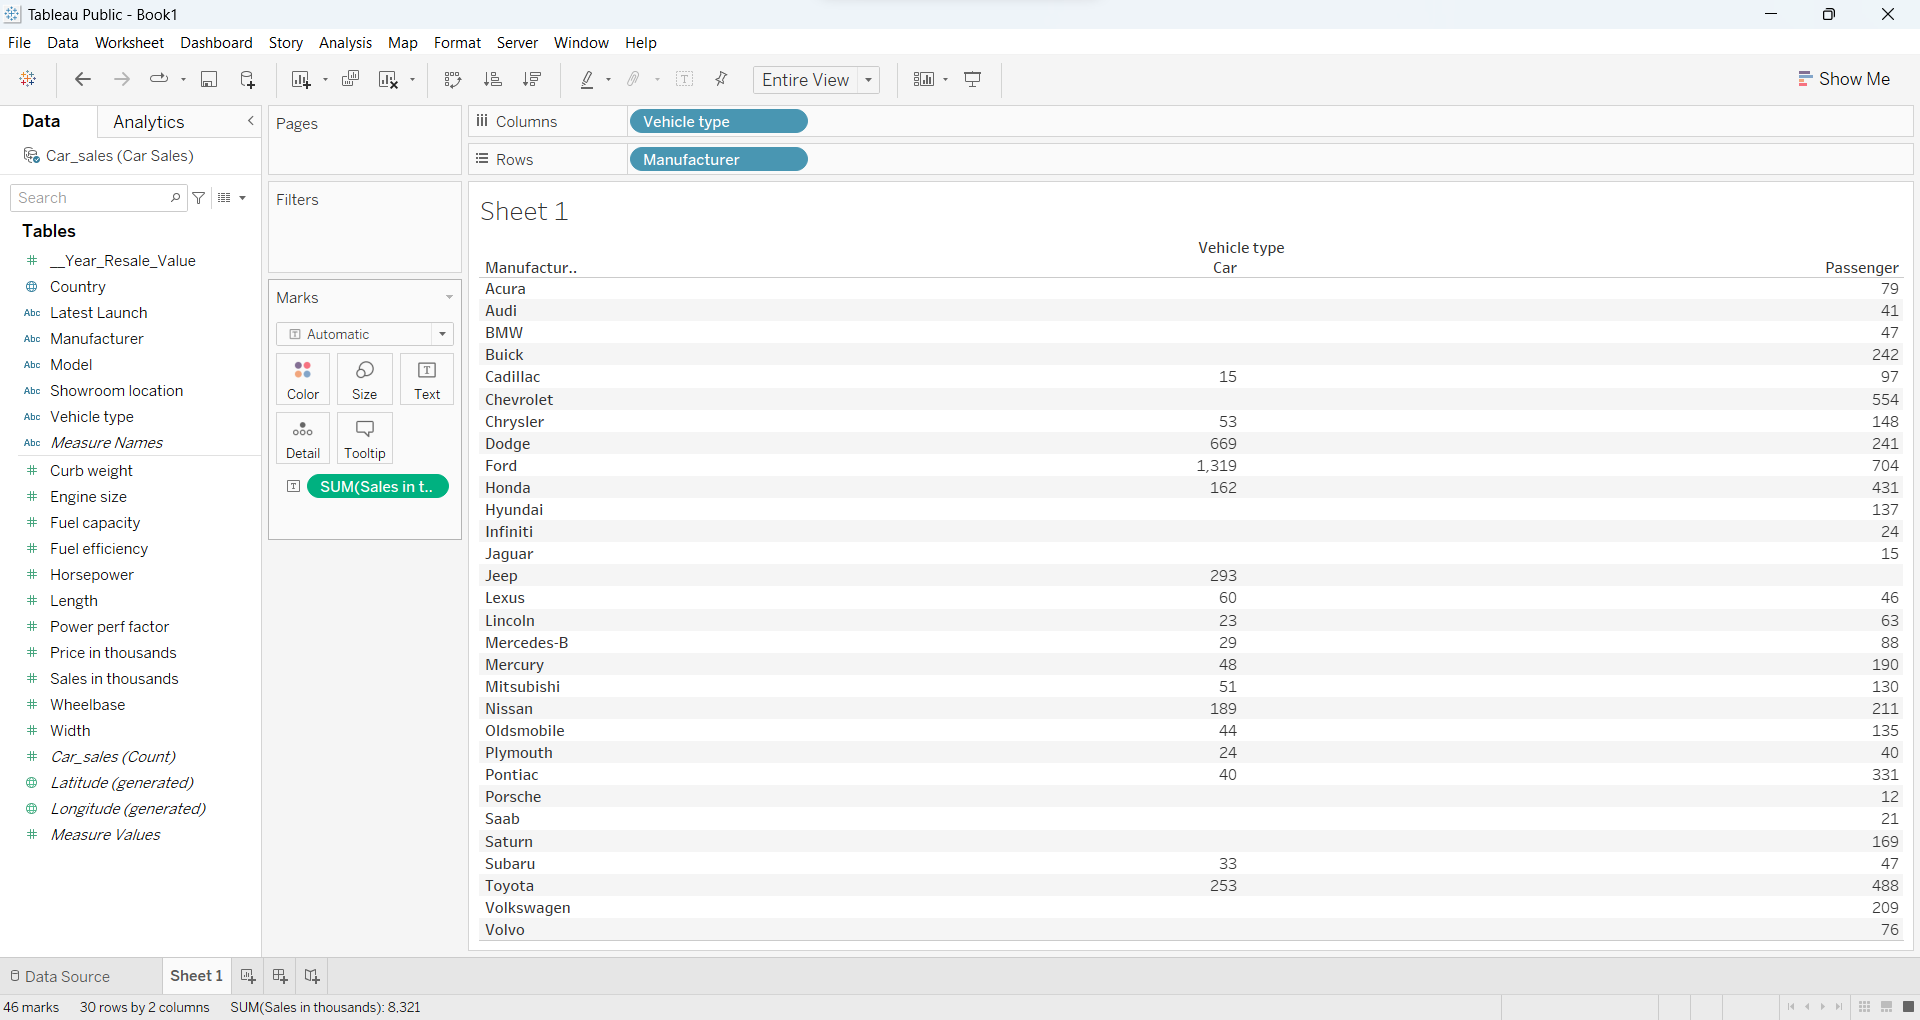 Tableau Public - Book1
File Data Worksheet Dashboard Story Analysis Map Format Server Window Help
Entire View
Show Me
Data Analytics
Car_sales (Car Sales)
Search
Tables
__Year_Resale_Value
Country
Abc Latest Launch
Abc Manufacturer
Abc Model
Abc Showroom location
Abc Vehicle type
Abc Measure Names
Curb weight
Engine size
Fuel capacity
Fuel efficiency
Horsepower
Length
Power perf factor
Price in thousands
Sales in thousands
Wheelbase
Width
Car_sales (Count)
Latitude (generated)
Longitude (generated)
Measure Values
Pages
Filters
Marks
T Automatic
Color Size Text
Detail Tooltip
T SUM(Sales in t..
Columns Vehicle type
Rows Manufacturer
Sheet 1
Vehicle type
Manufactur.. Car Passenger
Acura 79
Audi 41
BMW 47
Buick 242
Cadillac 15 97
Chevrolet 554
Chrysler 53 148
Dodge 669 241
Ford 1,319 704
Honda 162 431
Hyundai 137
Infiniti 24
Jaguar 15
Jeep 293
Lexus 60 46
Lincoln 23 63
Mercedes-B 29 88
Mercury 48 190
Mitsubishi 51 130
Nissan 189 211
Oldsmobile 44 135
Plymouth 24 40
Pontiac 40 331
Porsche 12
Saab 21
Saturn 169
Subaru 33 47
Toyota 253 488
Volkswagen 209
Volvo 76
Data Source Sheet 1
46 marks 30 rows by 2 columns SUM(Sales in thousands): 8,321